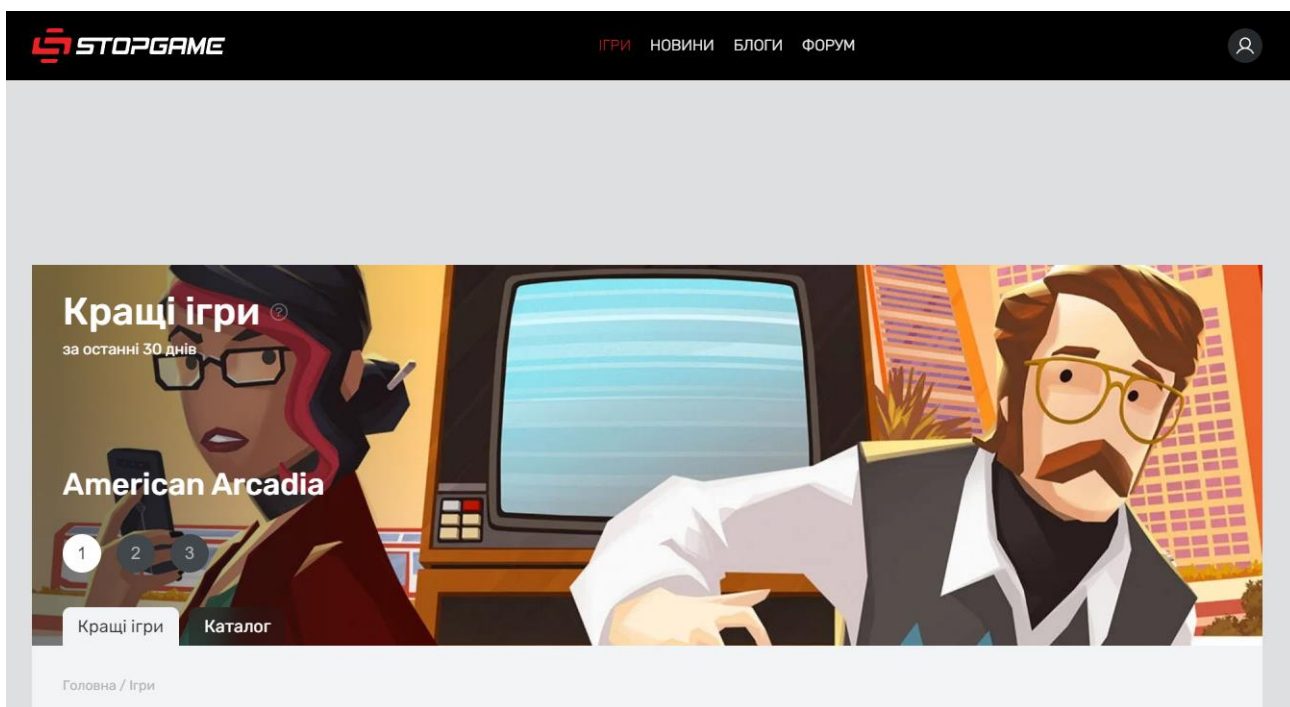 STOPGAME
ІГРИ НОВИНИ БЛОГИ ФОРУМ
Кращі ігри ?
за останні 30 днів
American Arcadia
1 2 3
Кращі ігри Каталог
Головна / Ігри